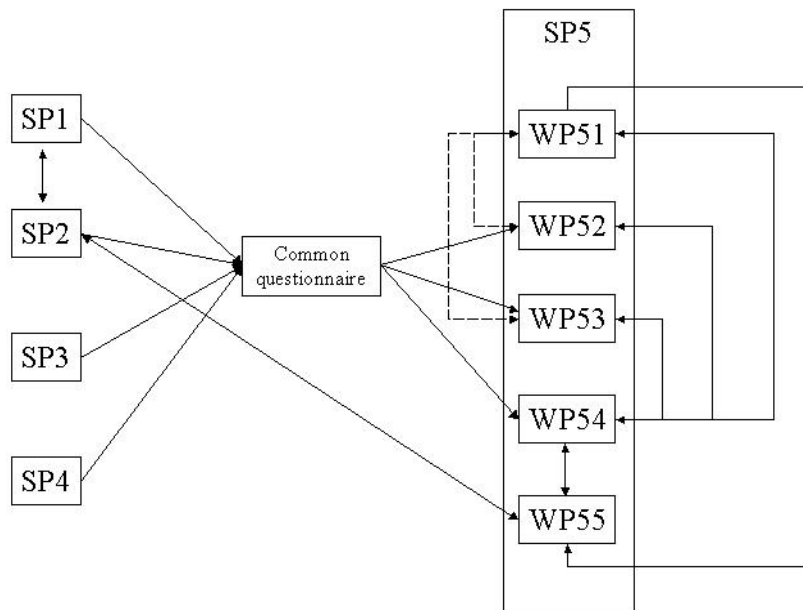 SP5
SP1
WP51
SP2
WP52
Common
questionnaire
WP53
SP3
WP54
SP4
WP55